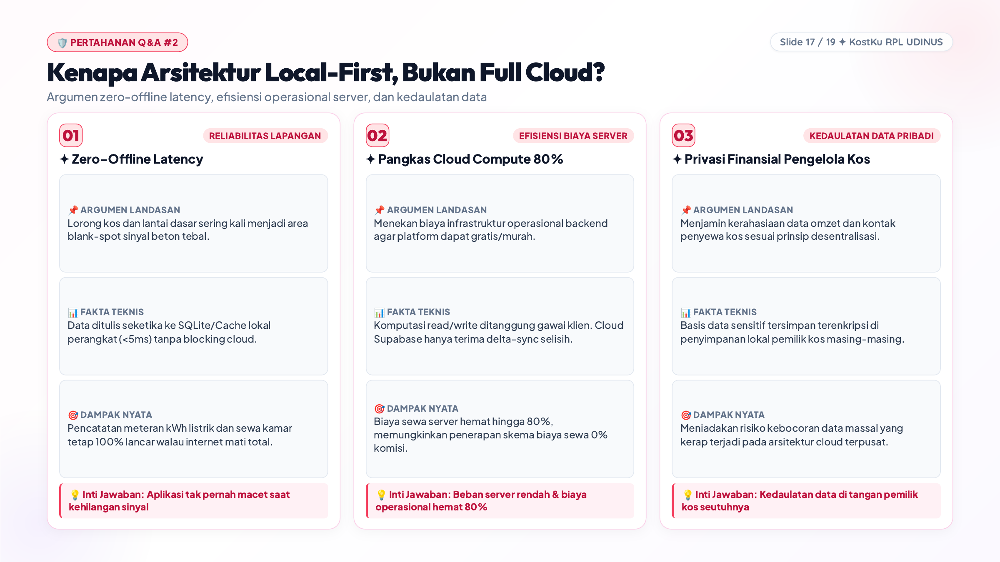 🛡️ PERTAHANAN Q&A #2
Slide 17 / 19 ✦ KostKu RPL UDINUS
Kenapa Arsitektur Local-First, Bukan Full Cloud?
Argumen zero-offline latency, efisiensi operasional server, dan kedaulatan data
01
RELIABILITAS LAPANGAN
✦ Zero-Offline Latency
📌 ARGUMEN LANDASAN
Lorong kos dan lantai dasar sering kali menjadi area
blank-spot sinyal beton tebal.
📊 FAKTA TEKNIS
Data ditulis seketika ke SQLite/Cache lokal
perangkat (<5ms) tanpa blocking cloud.
🎯 DAMPAK NYATA
Pencatatan meteran kWh listrik dan sewa kamar
tetap 100% lancar walau internet mati total.
💡 Inti Jawaban: Aplikasi tak pernah macet saat
kehilangan sinyal
02
EFISIENSI BIAYA SERVER
✦ Pangkas Cloud Compute 80%
📌 ARGUMEN LANDASAN
Menekan biaya infrastruktur operasional backend
agar platform dapat gratis/murah.
📊 FAKTA TEKNIS
Komputasi read/write ditanggung gawai klien. Cloud
Supabase hanya terima delta-sync selisih.
🎯 DAMPAK NYATA
Biaya sewa server hemat hingga 80%,
memungkinkan penerapan skema biaya sewa 0%
komisi.
💡 Inti Jawaban: Beban server rendah & biaya
operasional hemat 80%
03
KEDAULATAN DATA PRIBADI
✦ Privasi Finansial Pengelola Kos
📌 ARGUMEN LANDASAN
Menjamin kerahasiaan data omzet dan kontak
penyewa kos sesuai prinsip desentralisasi.
📊 FAKTA TEKNIS
Basis data sensitif tersimpan terenkripsi di
penyimpanan lokal pemilik kos masing-masing.
🎯 DAMPAK NYATA
Meniadakan risiko kebocoran data massal yang
kerap terjadi pada arsitektur cloud terpusat.
💡 Inti Jawaban: Kedaulatan data di tangan pemilik
kos seutuhnya